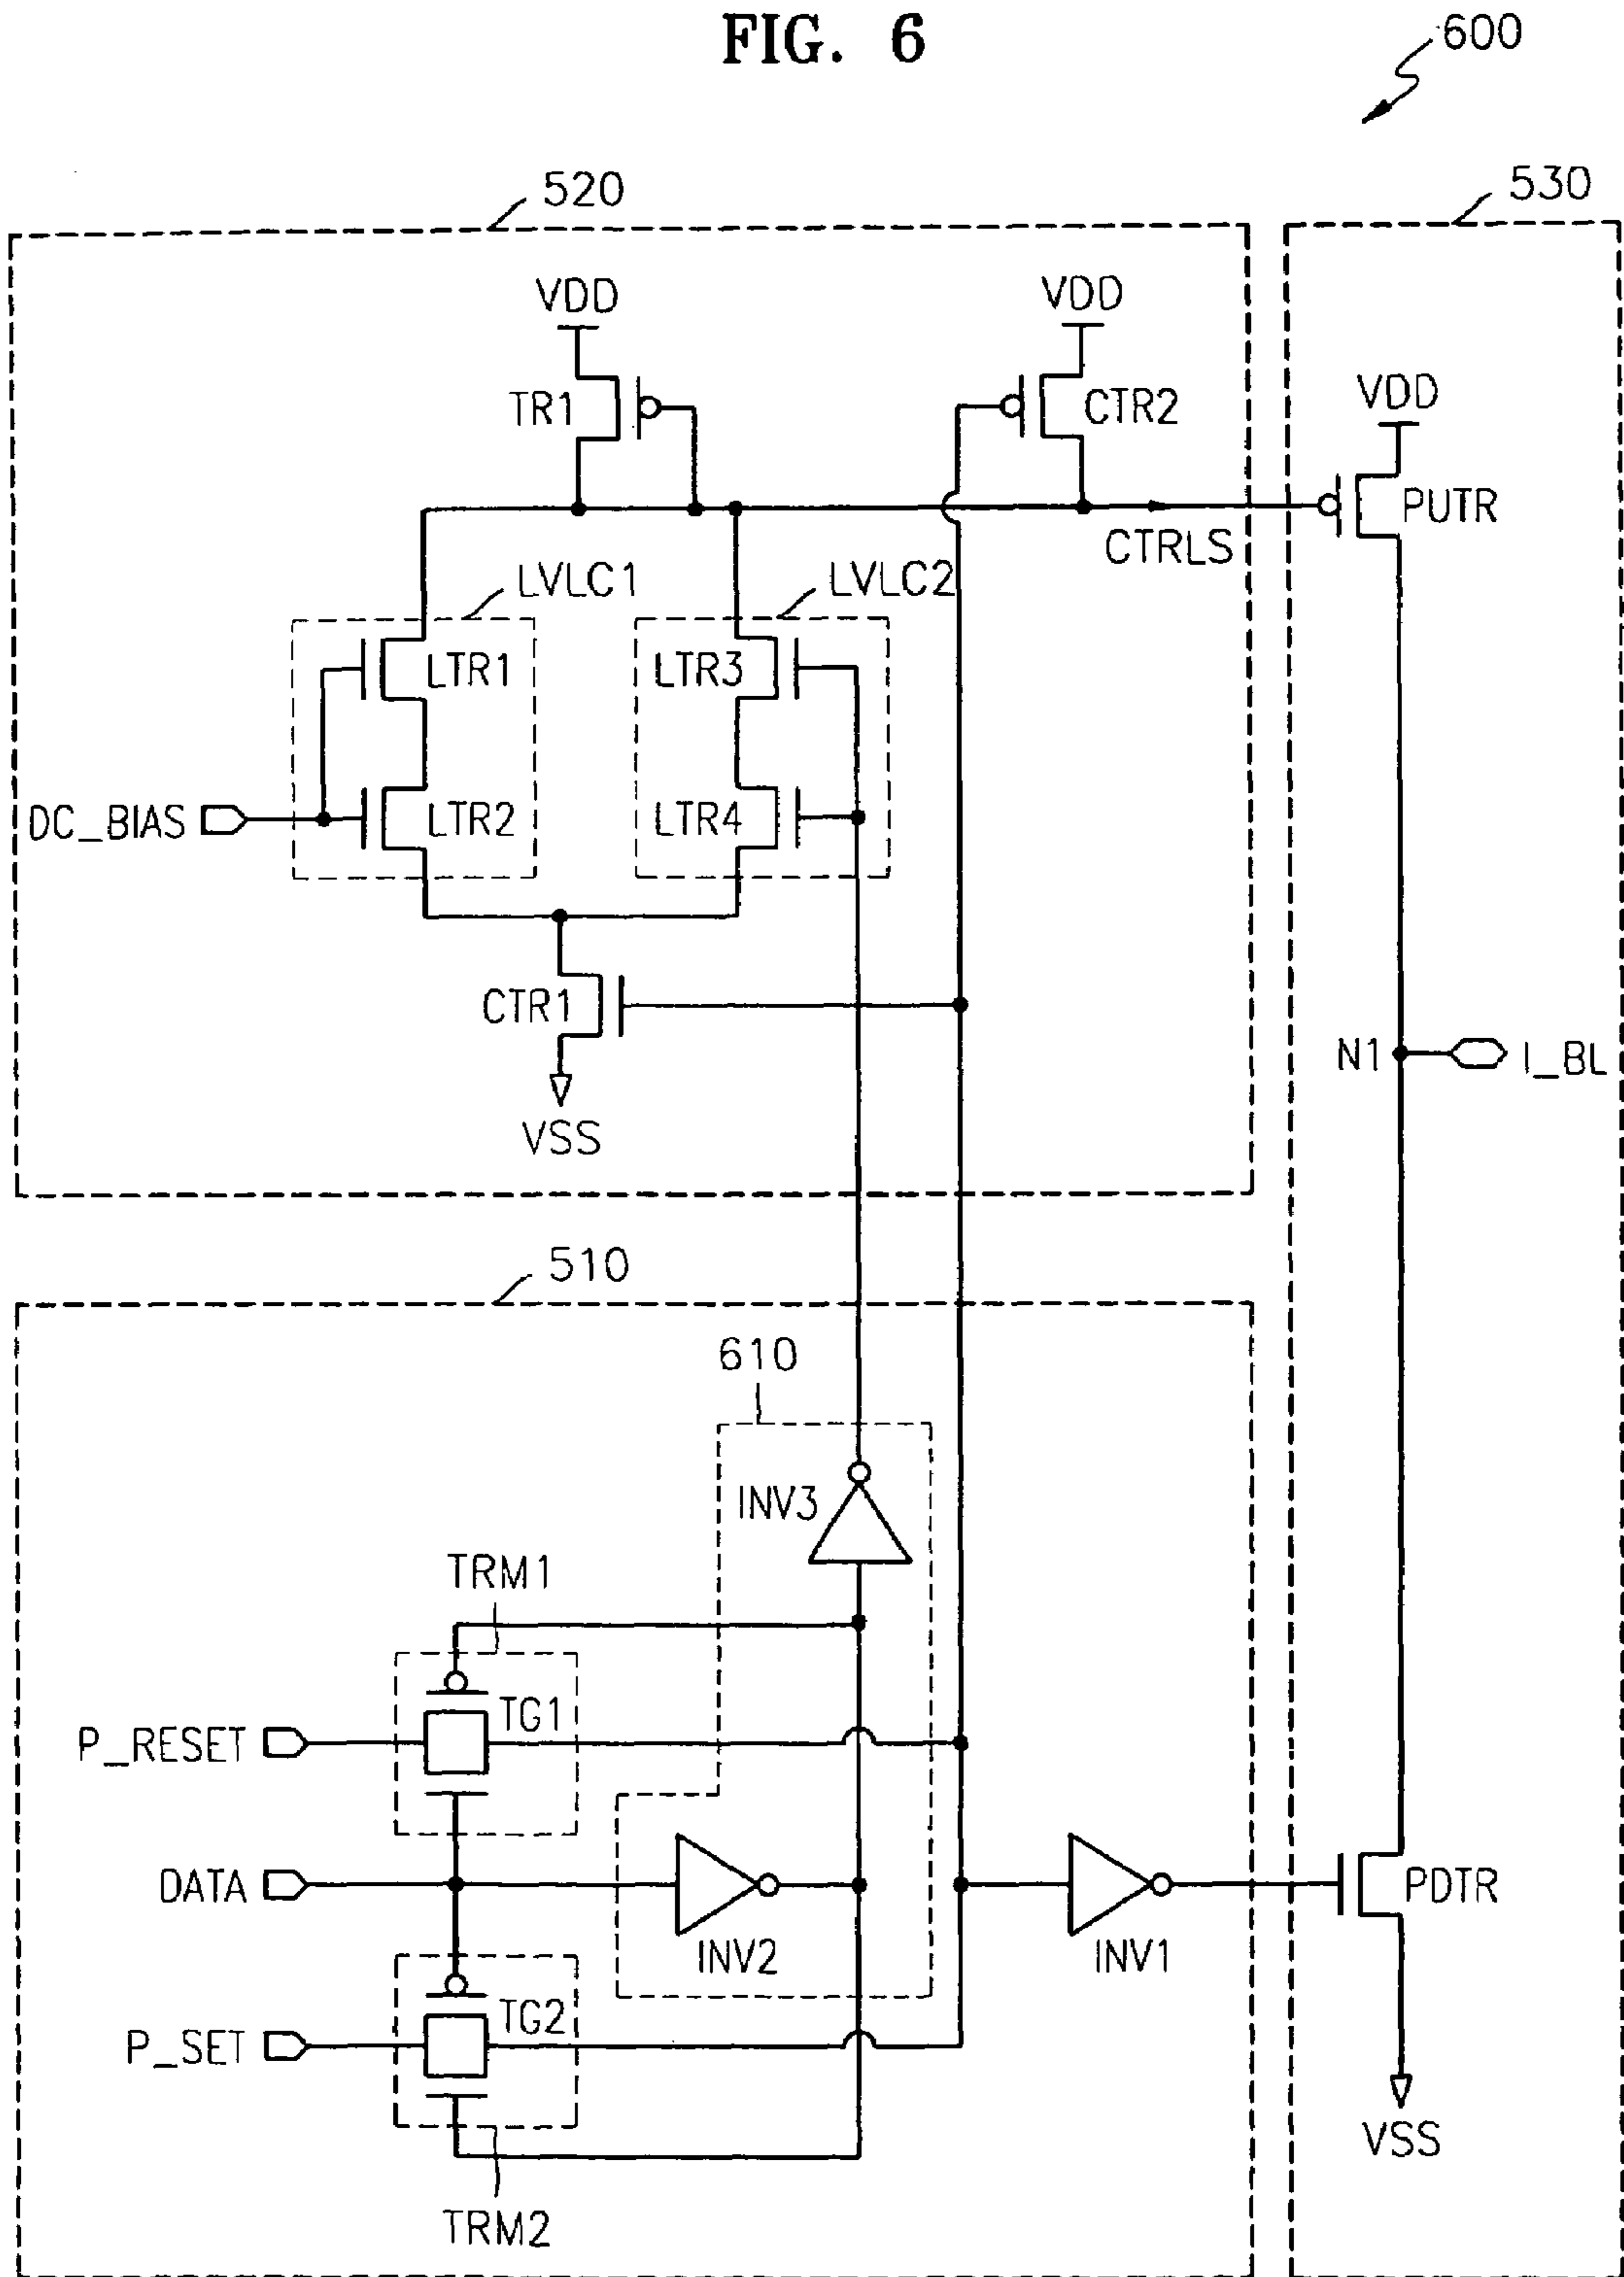 FIG. 6
600
520
530
VDD
VDD
TR1
CTR2
VDD
PUTR
CTRLS
LVLC1
LVLC2
LTR1
LTR3
DC_BIAS
LTR2
LTR4
CTR1
N1
I_BL
VSS
510
610
INV3
TRM1
TG1
P_RESET
DATA
PDTR
INV2
INV1
TG2
P_SET
VSS
TRM2